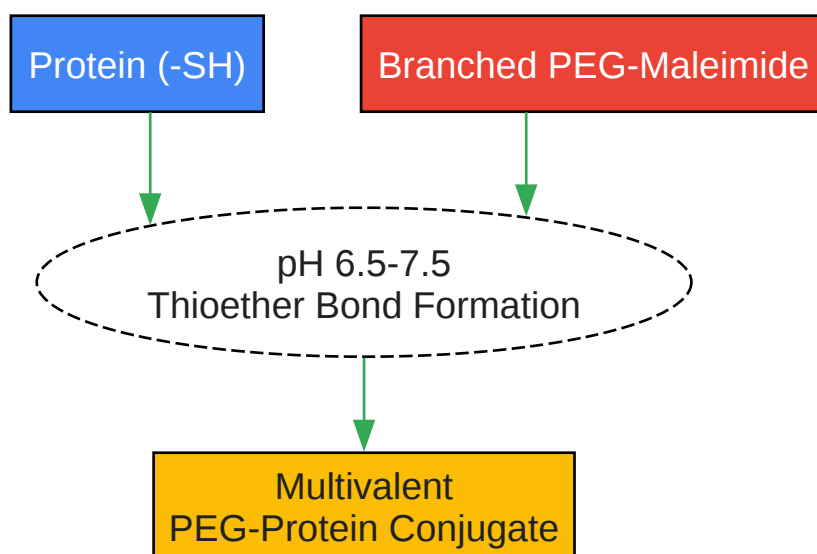 Protein (-SH)
Branched PEG-Maleimide
pH 6.5-7.5
Thioether Bond Formation
Multivalent
PEG-Protein Conjugate